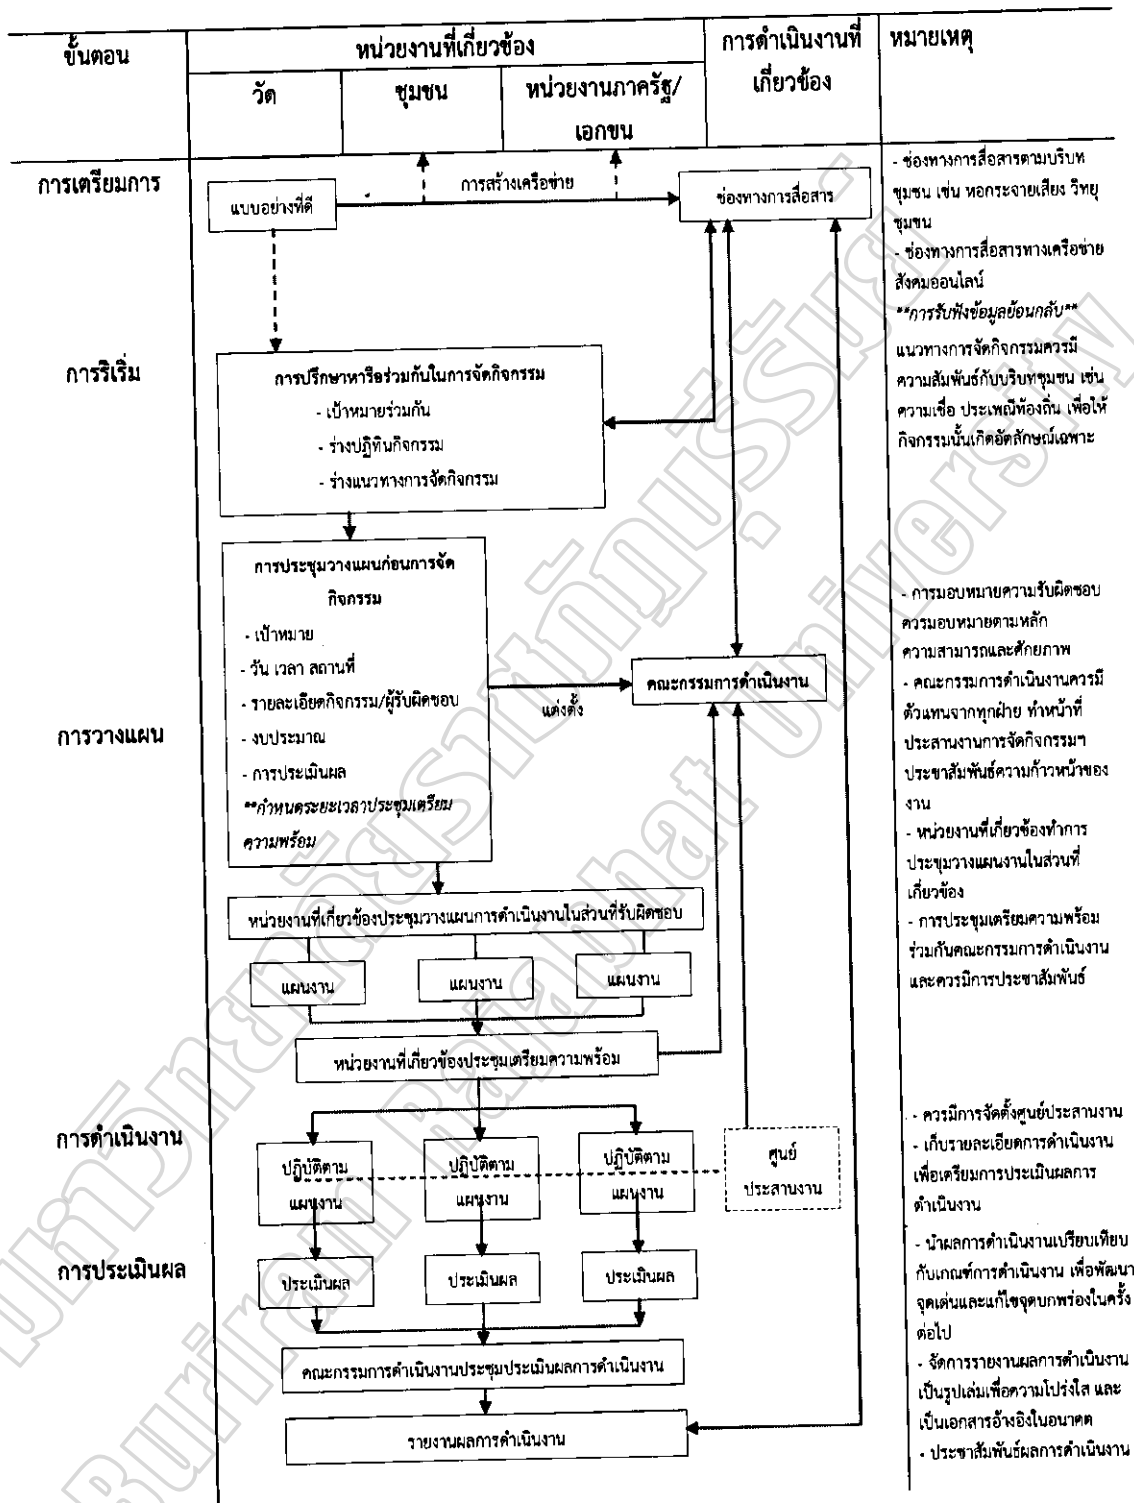 ขั้นตอน
หน่วยงานที่เกี่ยวข้อง
การดำเนินงานที่
เกี่ยวข้อง
หมายเหตุ
วัด
ชุมชน
หน่วยงานภาครัฐ/
เอกชน
การเตรียมการ
แบบอย่างที่ดี
การสร้างเครือข่าย
ช่องทางการสื่อสาร
- ช่องทางการสื่อสารตามบริบท
ชุมชน เช่น หอกระจายเสียง วิทยุ
ชุมชน
- ช่องทางการสื่อสารทางเครือข่าย
สังคมออนไลน์
**การรับฟังข้อมูลย้อนกลับ**
การริเริ่ม
การปรึกษาหารือร่วมกันในการจัดกิจกรรม
- เป้าหมายร่วมกัน
- ร่างปฏิทินกิจกรรม
- ร่างแนวทางการจัดกิจกรรม
แนวทางการจัดกิจกรรมควรมี
ความสัมพันธ์กับบริบทชุมชน เช่น
ความเชื่อ ประเพณีท้องถิ่น เพื่อให้
กิจกรรมนั้นเกิดอัตลักษณ์เฉพาะ
การวางแผน
การประชุมวางแผนก่อนการจัด
กิจกรรม
- เป้าหมาย
- วัน เวลา สถานที่
- รายละเอียดกิจกรรม/ผู้รับผิดชอบ
- งบประมาณ
- การประเมินผล
**กำหนดระยะเวลาประชุมเตรียม
ความพร้อม
แต่งตั้ง
คณะกรรมการดำเนินงาน
- การมอบหมายความรับผิดชอบ
ควรมอบหมายตามหลัก
ความสามารถและศักยภาพ
- คณะกรรมการดำเนินงานควรมี
ตัวแทนจากทุกฝ่าย ทำหน้าที่
ประสานงานการจัดกิจกรรมฯ
ประชาสัมพันธ์ความก้าวหน้าของ
งาน
- หน่วยงานที่เกี่ยวข้องทำการ
ประชุมวางแผนงานในส่วนที่
เกี่ยวข้อง
- การประชุมเตรียมความพร้อม
ร่วมกับคณะกรรมการดำเนินงาน
และควรมีการประชาสัมพันธ์
หน่วยงานที่เกี่ยวข้องประชุมวางแผนการดำเนินงานในส่วนที่รับผิดชอบ
แผนงาน
แผนงาน
แผนงาน
หน่วยงานที่เกี่ยวข้องประชุมเตรียมความพร้อม
การดำเนินงาน
ปฏิบัติตาม
แผนงาน
ปฏิบัติตาม
แผนงาน
ปฏิบัติตาม
แผนงาน
ศูนย์
ประสานงาน
- ควรมีการจัดตั้งศูนย์ประสานงาน
- เก็บรายละเอียดการดำเนินงาน
เพื่อเตรียมการประเมินผลการ
ดำเนินงาน
การประเมินผล
ประเมินผล
ประเมินผล
ประเมินผล
คณะกรรมการดำเนินงานประชุมประเมินผลการดำเนินงาน
รายงานผลการดำเนินงาน
- นำผลการดำเนินงานเปรียบเทียบ
กับเกณฑ์การดำเนินงาน เพื่อพัฒนา
จุดเด่นและแก้ไขจุดบกพร่องในครั้ง
ต่อไป
- จัดการรายงานผลการดำเนินงาน
เป็นรูปเล่มเพื่อความโปร่งใส และ
เป็นเอกสารอ้างอิงในอนาคต
- ประชาสัมพันธ์ผลการดำเนินงาน
มหาวิทยาลัยราชภัฏบุรีรัมย์
Buriram Rajabhat University